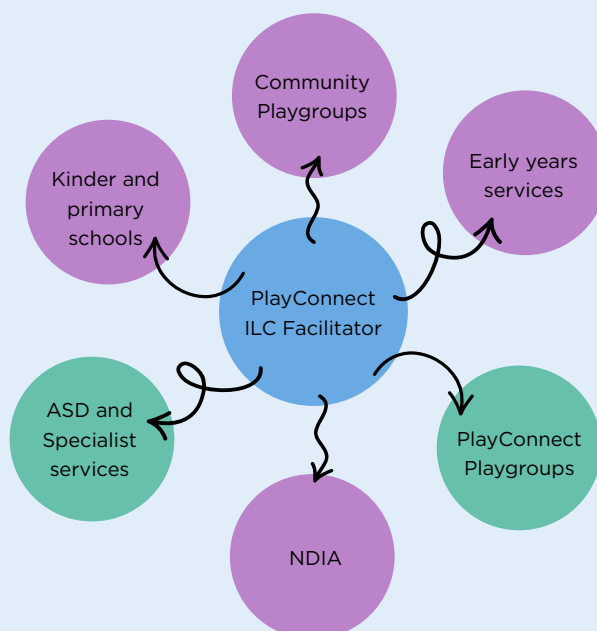 Community
Playgroups
Early years
services
Kinder and
primary
schools
PlayConnect
ILC Facilitator
ASD and
Specialist
services
PlayConnect
Playgroups
NDIA